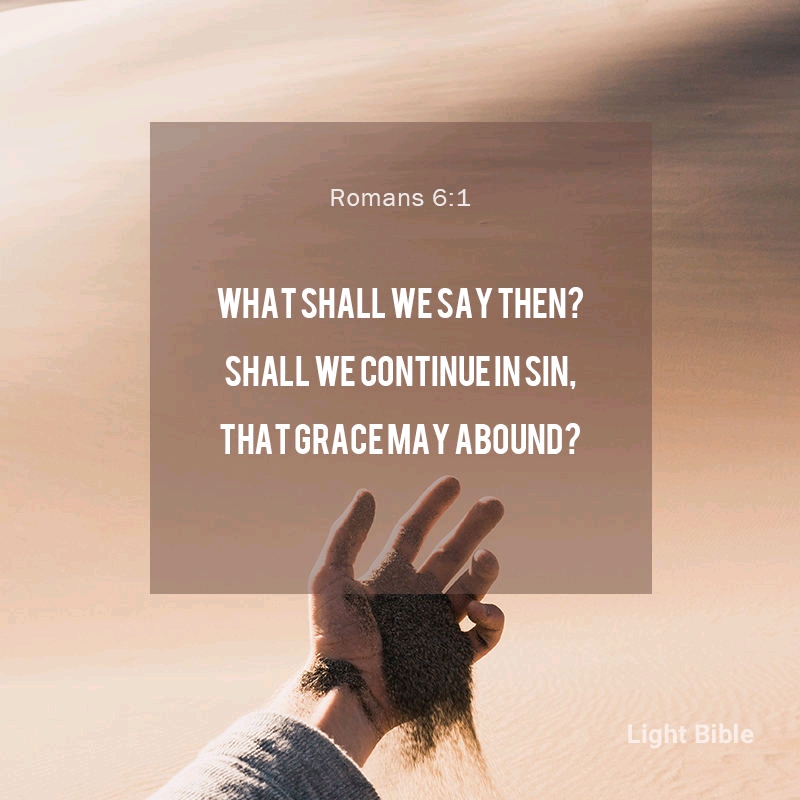 Romans 6:1
WHAT SHALL WE SAY THEN?
SHALL WE CONTINUE IN SIN,
THAT GRACE MAY ABOUND?
Light Bible